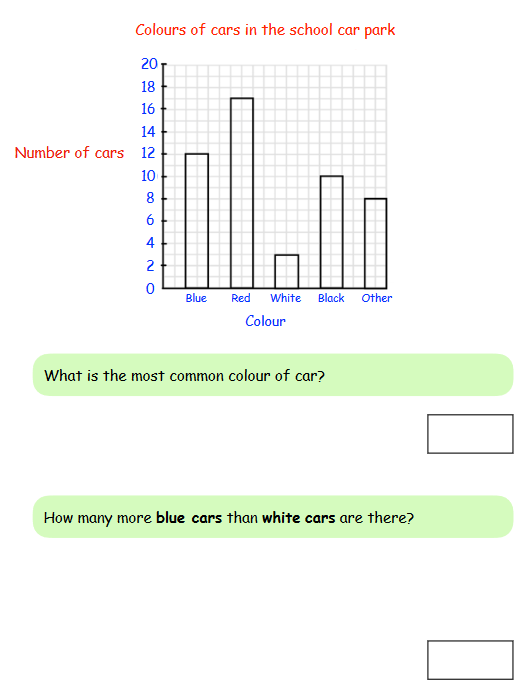 Colours of cars in the school car park
20
18
16
14
Number of cars 12
10
8
6
4
2
0
Blue Red White Black Other
Colour
What is the most common colour of car?
How many more blue cars than white cars are there?